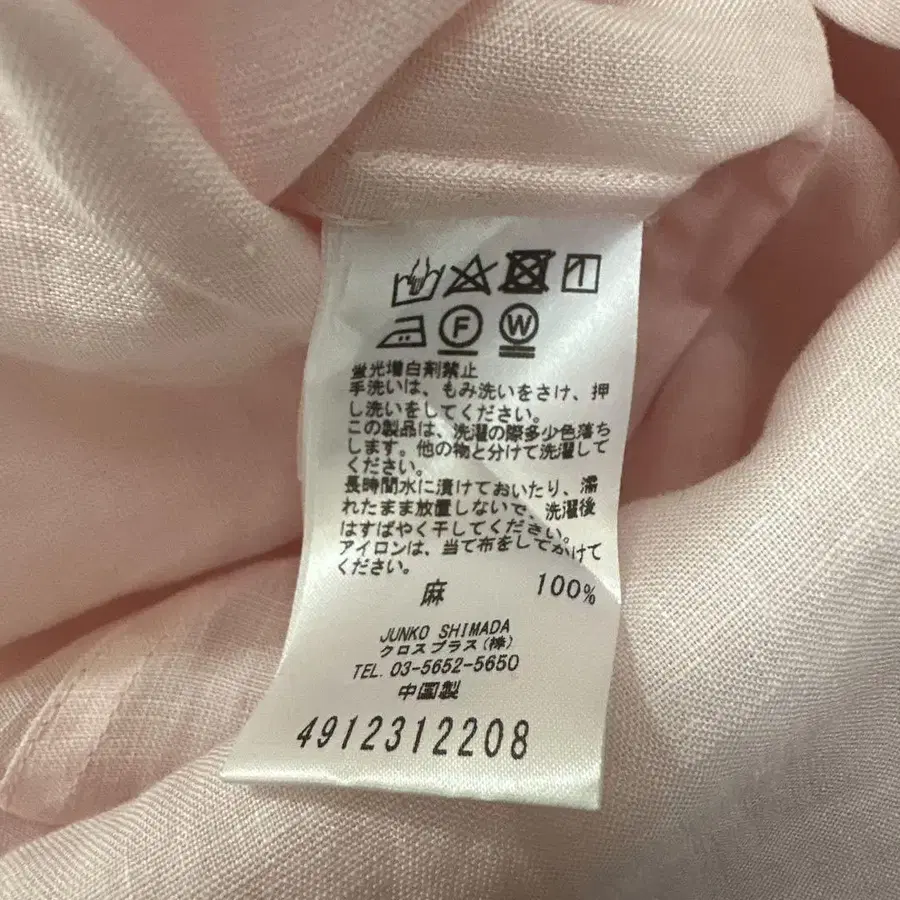 F W
蛍光増白剤禁止
手洗いは、もみ洗いをさけ、押
し洗いをしてください。
この製品は、洗濯の際多少色落ち
します。他の物と分けて洗濯して
ください。
長時間水に漬けておいたり、濡
れたまま放置しないで、洗濯後
はすばやく干してください。
アイロンは、当て布をしてかけて
ください。
麻 100%
JUNKO SHIMADA
クロスプラス(株)
TEL. 03-5652-5650
中国製
4912312208